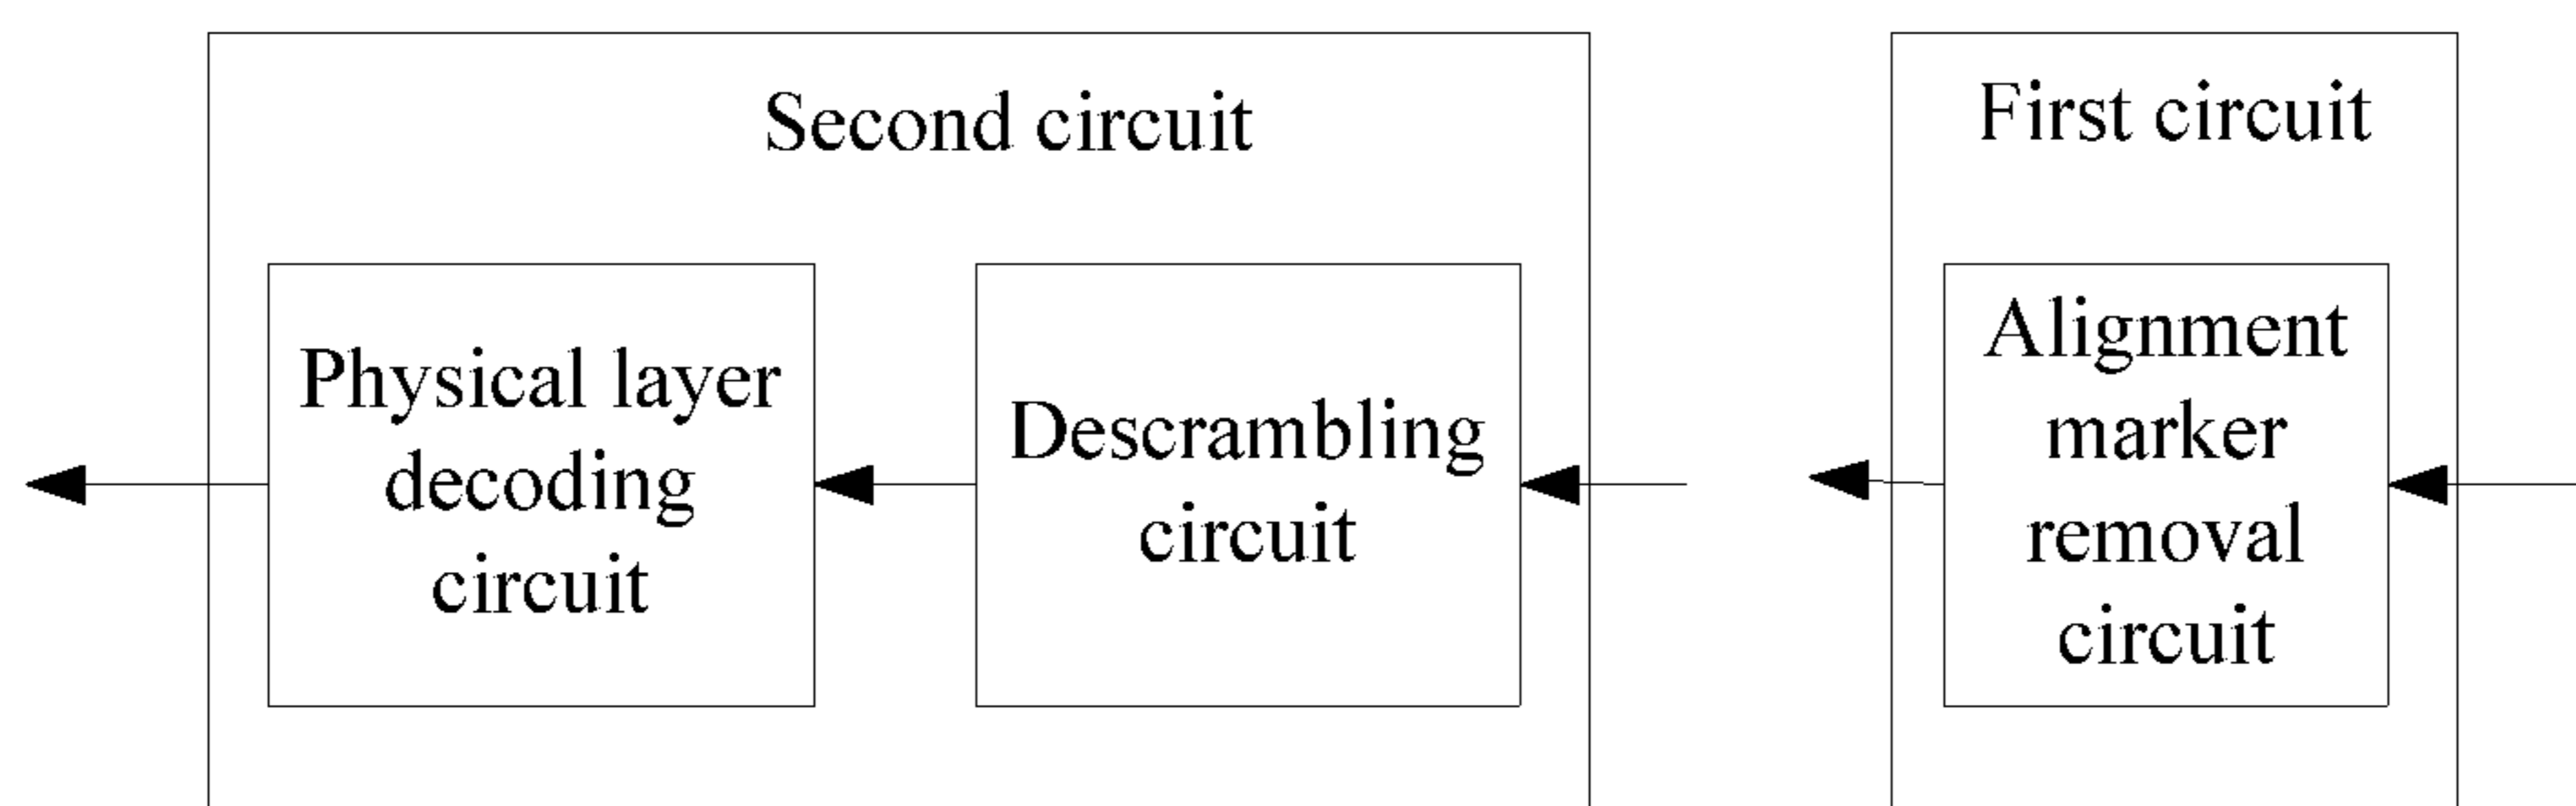 Second circuit
Physical layer
decoding
circuit
Descrambling
circuit
First circuit
Alignment
marker
removal
circuit